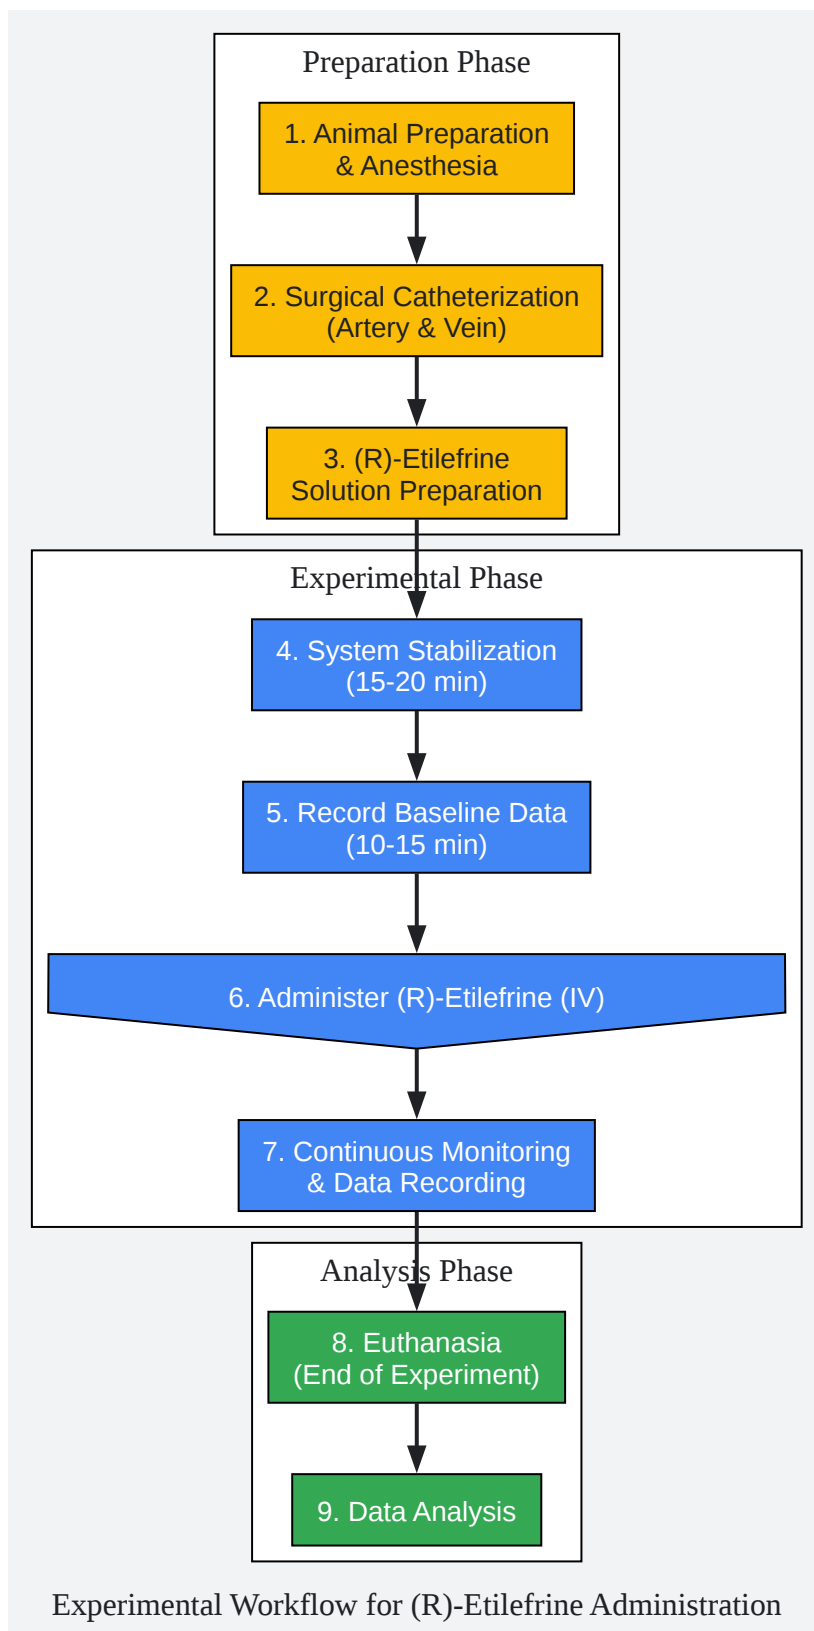 Preparation Phase
1. Animal Preparation
& Anesthesia
2. Surgical Catheterization
(Artery & Vein)
3. (R)-Etilefrine
Solution Preparation
Experimental Phase
4. System Stabilization
(15-20 min)
5. Record Baseline Data
(10-15 min)
6. Administer (R)-Etilefrine (IV)
7. Continuous Monitoring
& Data Recording
Analysis Phase
8. Euthanasia
(End of Experiment)
9. Data Analysis
Experimental Workflow for (R)-Etilefrine Administration